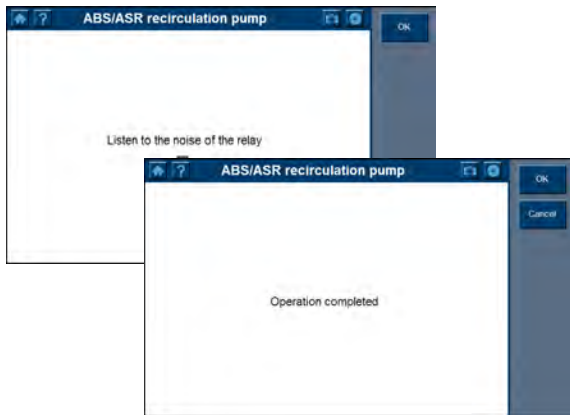 ABS/ASR recirculation pump
OK
Listen to the noise of the relay
ABS/ASR recirculation pump
OK
Cancel
Operation completed